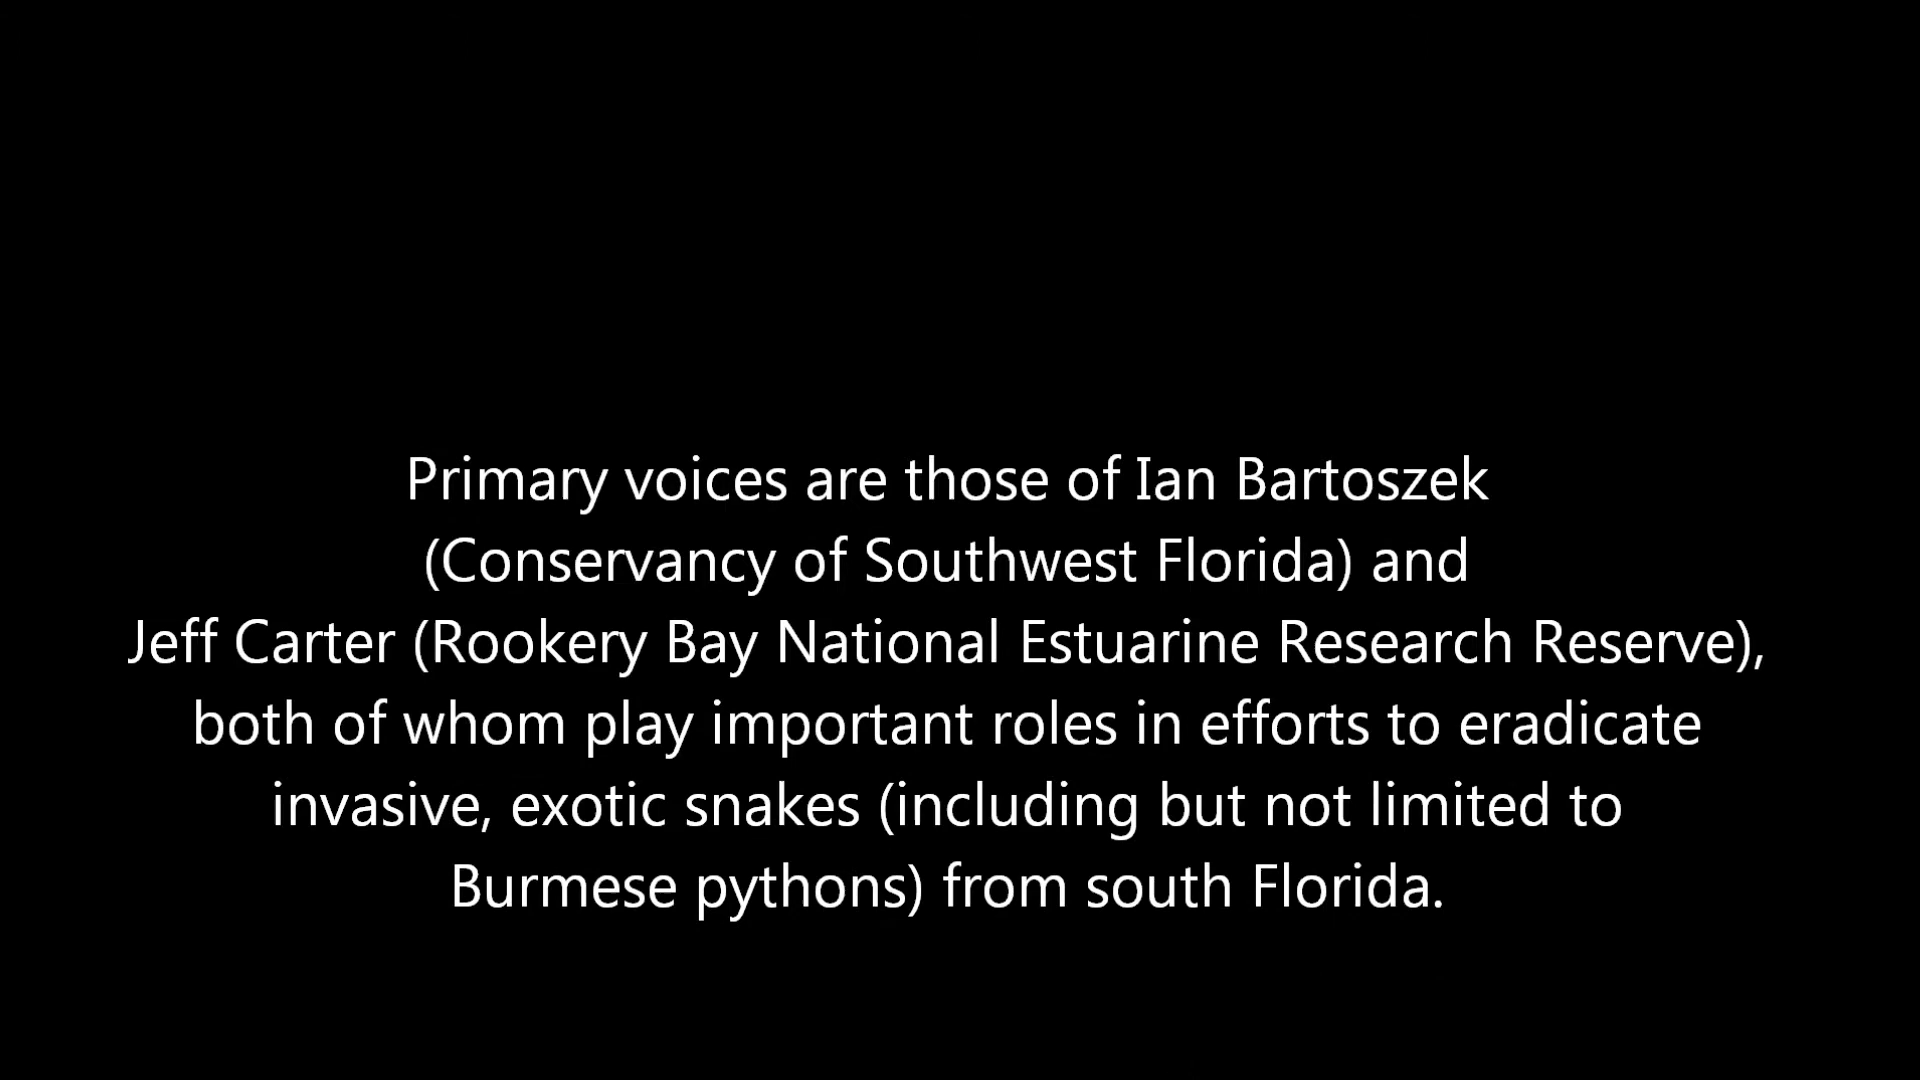 Primary voices are those of Ian Bartoszek
(Conservancy of Southwest Florida) and
Jeff Carter (Rookery Bay National Estuarine Research Reserve),
both of whom play important roles in efforts to eradicate
invasive, exotic snakes (including but not limited to
Burmese pythons) from south Florida.